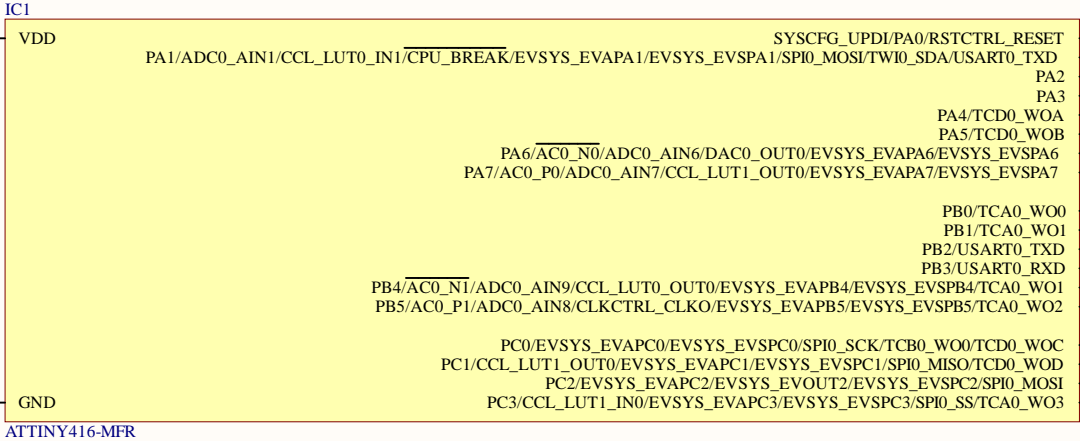 IC1
VDD
SYSCFG_UPDI/PA0/RSTCTRL_RESET
PA1/ADC0_AIN1/CCL_LUT0_IN1/CPU_BREAK/EVSYS_EVAPA1/EVSYS_EVSPA1/SPI0_MOSI/TWI0_SDA/USART0_TXD
PA2
PA3
PA4/TCD0_WOA
PA5/TCD0_WOB
PA6/AC0_N0/ADC0_AIN6/DAC0_OUT0/EVSYS_EVAPA6/EVSYS_EVSPA6
PA7/AC0_P0/ADC0_AIN7/CCL_LUT1_OUT0/EVSYS_EVAPA7/EVSYS_EVSPA7
PB0/TCA0_WO0
PB1/TCA0_WO1
PB2/USART0_TXD
PB3/USART0_RXD
PB4/AC0_N1/ADC0_AIN9/CCL_LUT0_OUT0/EVSYS_EVAPB4/EVSYS_EVSPB4/TCA0_WO1
PB5/AC0_P1/ADC0_AIN8/CLKCTRL_CLKO/EVSYS_EVAPB5/EVSYS_EVSPB5/TCA0_WO2
PC0/EVSYS_EVAPC0/EVSYS_EVSPC0/SPI0_SCK/TCB0_WO0/TCD0_WOC
PC1/CCL_LUT1_OUT0/EVSYS_EVAPC1/EVSYS_EVSPC1/SPI0_MISO/TCD0_WOD
PC2/EVSYS_EVAPC2/EVSYS_EVOUT2/EVSYS_EVSPC2/SPI0_MOSI
GND
PC3/CCL_LUT1_IN0/EVSYS_EVAPC3/EVSYS_EVSPC3/SPI0_SS/TCA0_WO3
ATTINY416-MFR